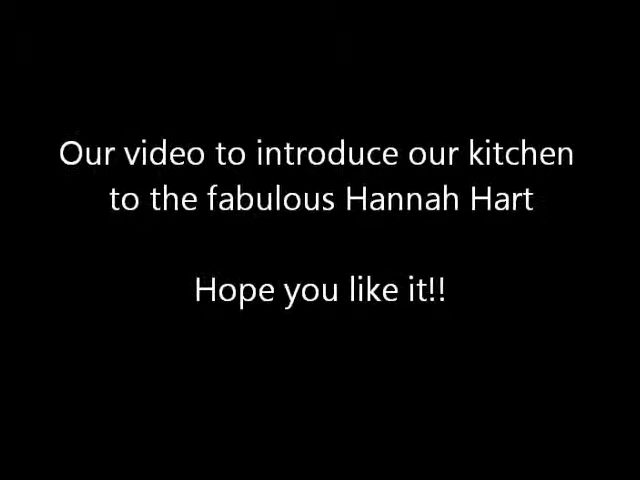 Our video to introduce our kitchen
to the fabulous Hannah Hart
Hope you like it!!